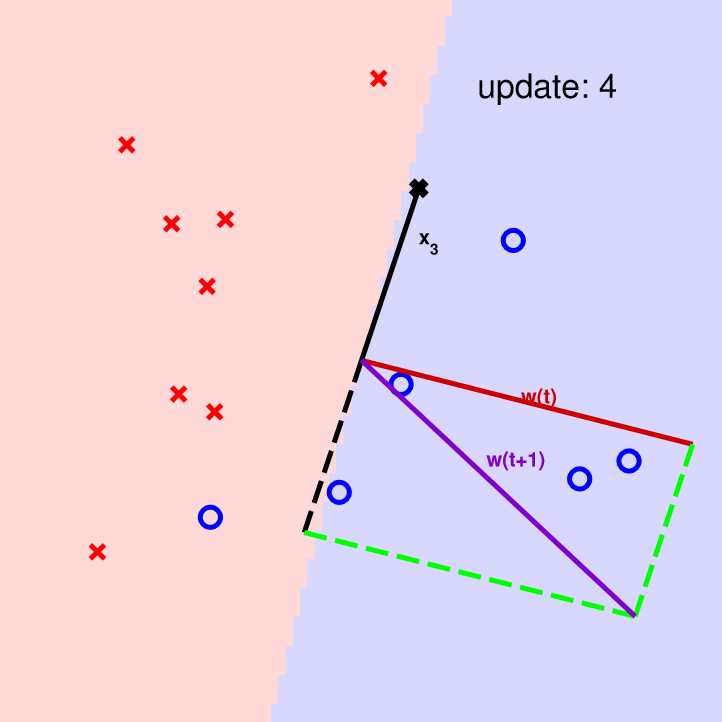 update: 4
x₃
w(t)
w(t+1)